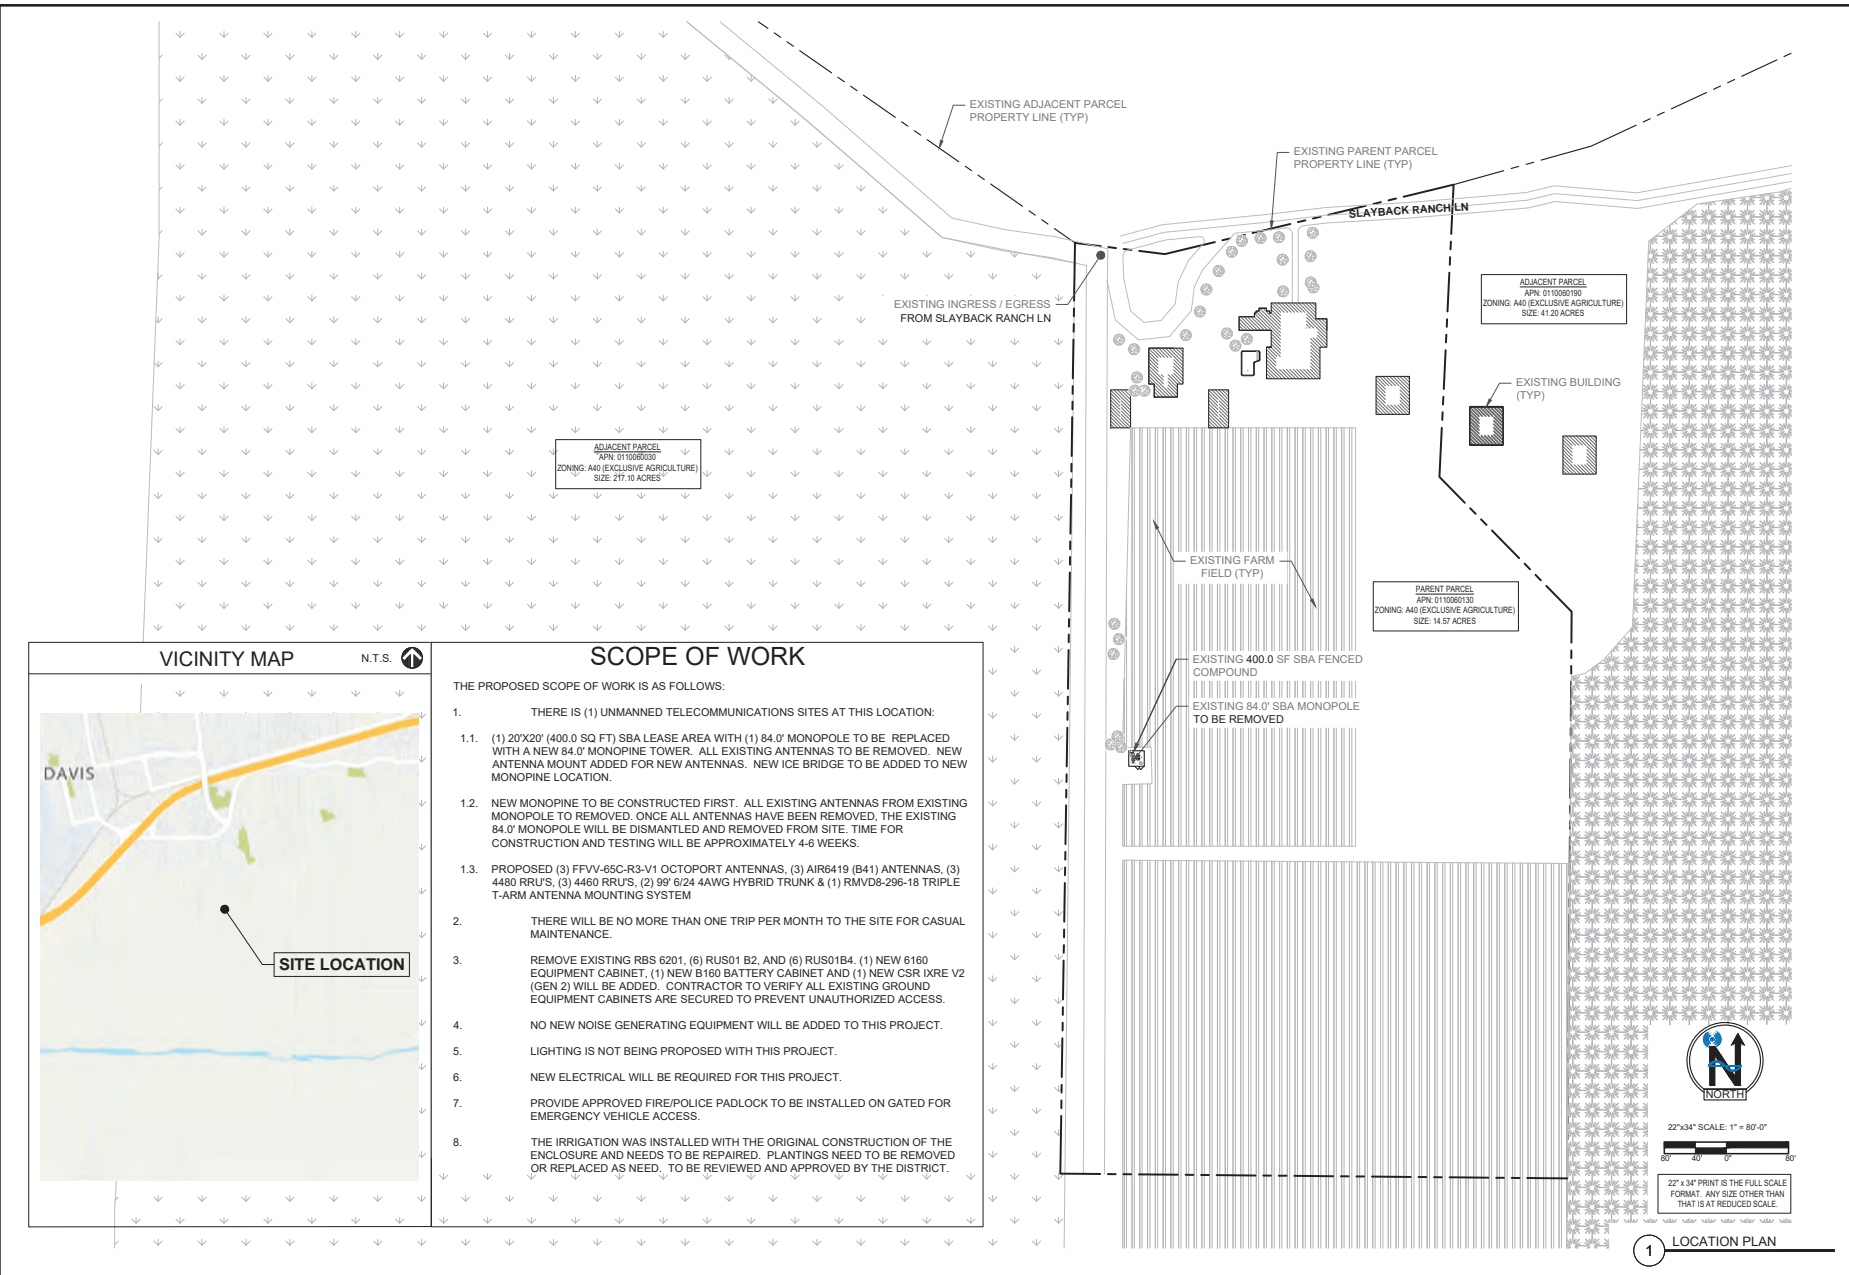 EXISTING ADJACENT PARCEL
PROPERTY LINE (TYP)
EXISTING PARENT PARCEL
PROPERTY LINE (TYP)
SLAYBACK RANCH LN
EXISTING INGRESS / EGRESS
FROM SLAYBACK RANCH LN
ADJACENT PARCEL
APN: 0110060190
ZONING: A40 (EXCLUSIVE AGRICULTURE)
SIZE: 41.20 ACRES
EXISTING BUILDING
(TYP)
ADJACENT PARCEL
APN: 0110060030
ZONING: A40 (EXCLUSIVE AGRICULTURE)
SIZE: 217.10 ACRES
EXISTING FARM
FIELD (TYP)
PARENT PARCEL
APN: 0110060130
ZONING: A40 (EXCLUSIVE AGRICULTURE)
SIZE: 14.57 ACRES
EXISTING 400.0 SF SBA FENCED
COMPOUND
EXISTING 84.0' SBA MONOPOLE
TO BE REMOVED
VICINITY MAP
N.T.S.
DAVIS
SITE LOCATION
SCOPE OF WORK
THE PROPOSED SCOPE OF WORK IS AS FOLLOWS:
1. THERE IS (1) UNMANNED TELECOMMUNICATIONS SITES AT THIS LOCATION:
1.1. (1) 20'X20' (400.0 SQ FT) SBA LEASE AREA WITH (1) 84.0' MONOPOLE TO BE REPLACED
WITH A NEW 84.0' MONOPINE TOWER. ALL EXISTING ANTENNAS TO BE REMOVED. NEW
ANTENNA MOUNT ADDED FOR NEW ANTENNAS. NEW ICE BRIDGE TO BE ADDED TO NEW
MONOPINE LOCATION.
1.2. NEW MONOPINE TO BE CONSTRUCTED FIRST. ALL EXISTING ANTENNAS FROM EXISTING
MONOPOLE TO REMOVED. ONCE ALL ANTENNAS HAVE BEEN REMOVED, THE EXISTING
84.0' MONOPOLE WILL BE DISMANTLED AND REMOVED FROM SITE. TIME FOR
CONSTRUCTION AND TESTING WILL BE APPROXIMATELY 4-6 WEEKS.
1.3. PROPOSED (3) FFVV-65C-R3-V1 OCTOPORT ANTENNAS, (3) AIR6419 (B41) ANTENNAS, (3)
4480 RRU'S, (3) 4460 RRU'S, (2) 99' 6/24 4AWG HYBRID TRUNK & (1) RMVD8-296-18 TRIPLE
T-ARM ANTENNA MOUNTING SYSTEM
2. THERE WILL BE NO MORE THAN ONE TRIP PER MONTH TO THE SITE FOR CASUAL
MAINTENANCE.
3. REMOVE EXISTING RBS 6201, (6) RUS01 B2, AND (6) RUS01B4. (1) NEW 6160
EQUIPMENT CABINET, (1) NEW B160 BATTERY CABINET AND (1) NEW CSR IXRE V2
(GEN 2) WILL BE ADDED. CONTRACTOR TO VERIFY ALL EXISTING GROUND
EQUIPMENT CABINETS ARE SECURED TO PREVENT UNAUTHORIZED ACCESS.
4. NO NEW NOISE GENERATING EQUIPMENT WILL BE ADDED TO THIS PROJECT.
5. LIGHTING IS NOT BEING PROPOSED WITH THIS PROJECT.
6. NEW ELECTRICAL WILL BE REQUIRED FOR THIS PROJECT.
7. PROVIDE APPROVED FIRE/POLICE PADLOCK TO BE INSTALLED ON GATED FOR
EMERGENCY VEHICLE ACCESS.
8. THE IRRIGATION WAS INSTALLED WITH THE ORIGINAL CONSTRUCTION OF THE
ENCLOSURE AND NEEDS TO BE REPAIRED. PLANTINGS NEED TO BE REMOVED
OR REPLACED AS NEED. TO BE REVIEWED AND APPROVED BY THE DISTRICT.
N
NORTH
22"x34" SCALE: 1" = 80'-0"
80' 40' 0" 80'
22" x 34" PRINT IS THE FULL SCALE
FORMAT. ANY SIZE OTHER THAN
THAT IS AT REDUCED SCALE.
1 LOCATION PLAN